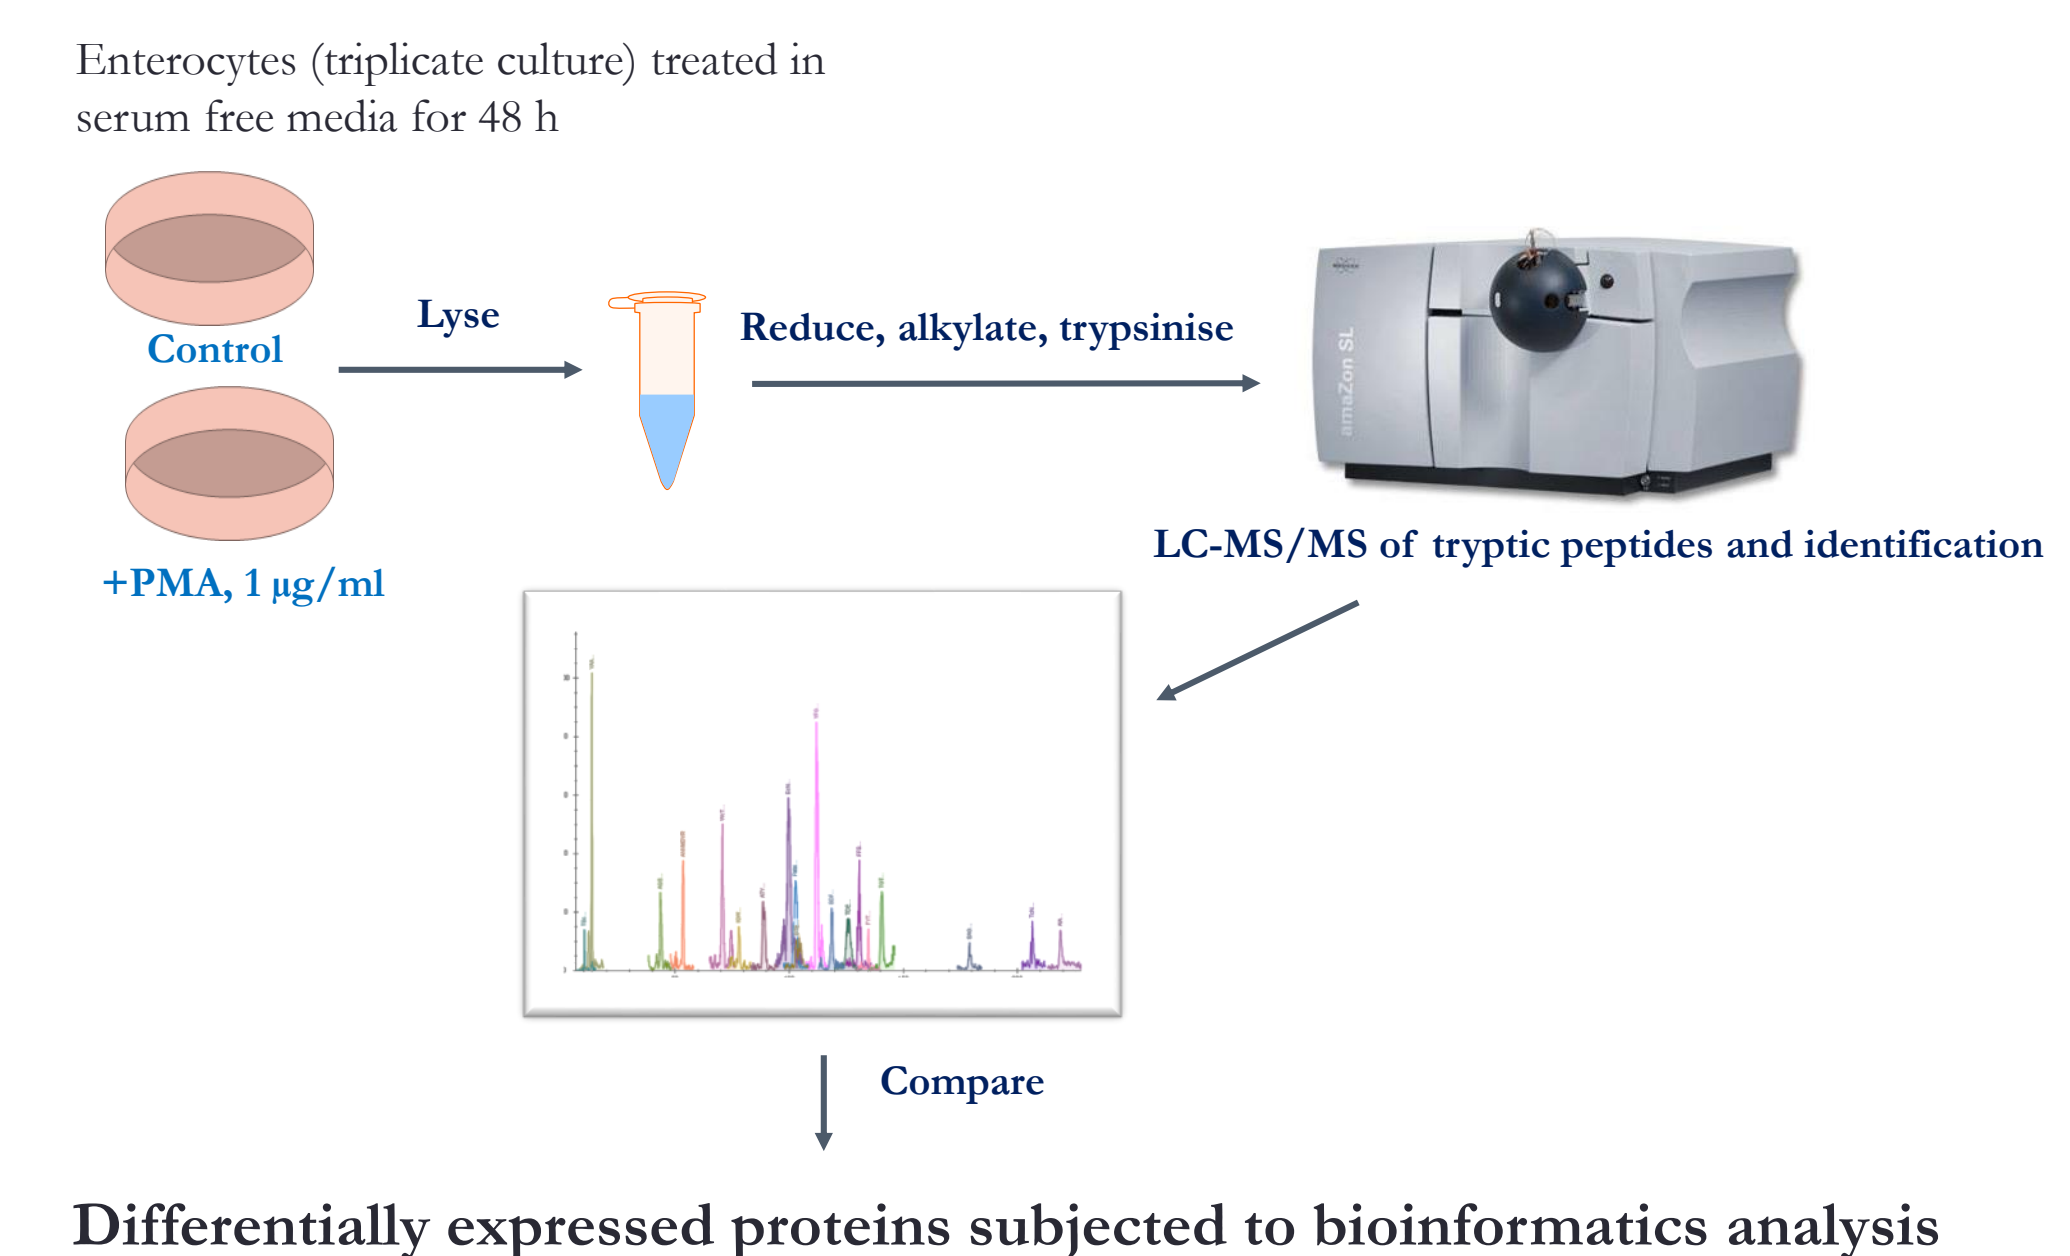 Enterocytes (triplicate culture) treated in
serum free media for 48 h
Control
+PMA, 1 µg/ml
Lyse
Reduce, alkylate, trypsinise
amaZon SL
LC-MS/MS of tryptic peptides and identification
Compare
Differentially expressed proteins subjected to bioinformatics analysis